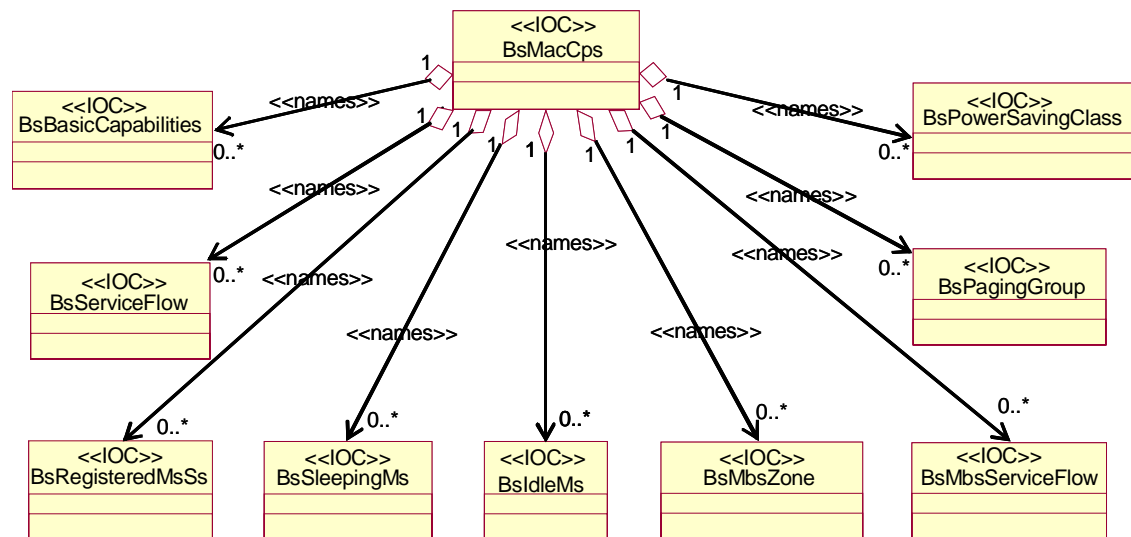 <<IOC>>
BsMacCps
1
1
<<names>>
<<names>>
<<IOC>>
BsBasicCapabilities
0..*
<<IOC>>
BsPowerSavingClass
0..*
1
1
1
1
1
1
1
<<names>>
<<names>>
<<names>>
<<names>>
<<names>>
0..*
0..*
<<IOC>>
BsServiceFlow
<<IOC>>
BsPagingGroup
<<names>>
<<names>>
0..*
0..*
0..*
0..*
0..*
<<IOC>>
BsRegisteredMsSs
<<IOC>>
BsSleepingMs
<<IOC>>
BsIdleMs
<<IOC>>
BsMbsZone
<<IOC>>
BsMbsServiceFlow